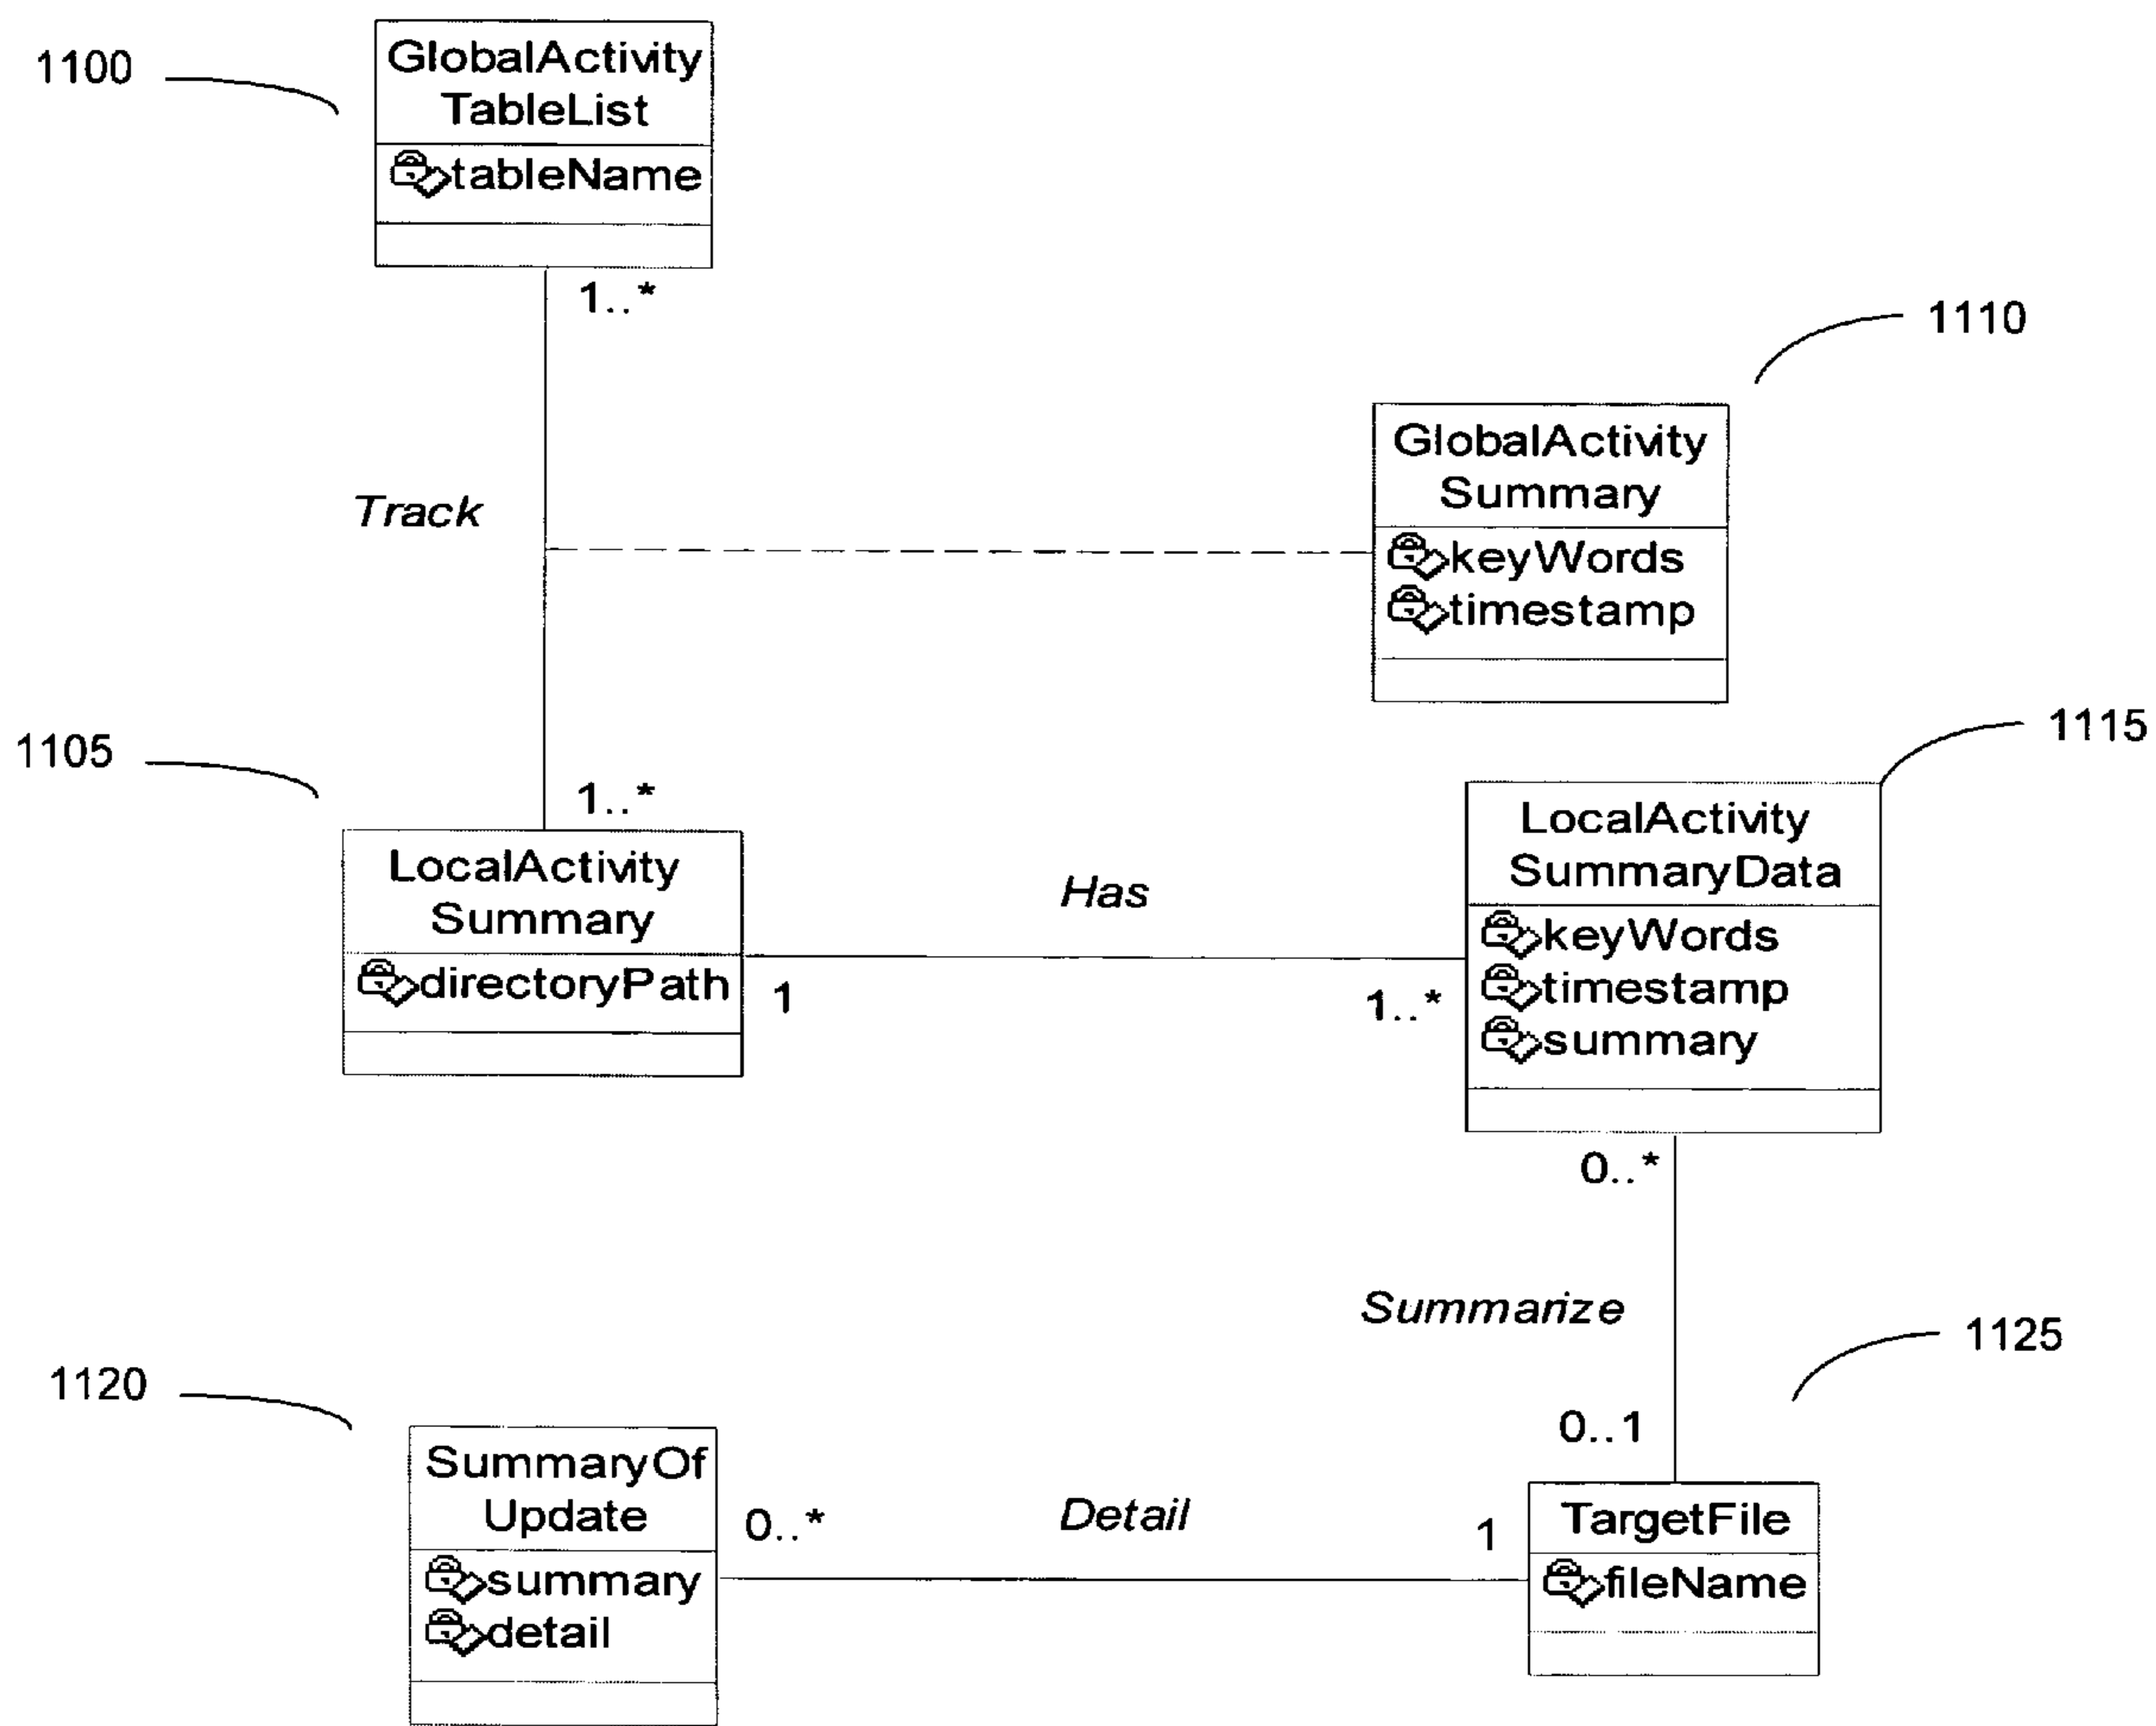 1100
GlobalActivity
TableList
tableName
1..*
1110
GlobalActivity
Summary
keyWords
timestamp
Track
1105
1..*
LocalActivity
Summary
directoryPath
1
Has
1..*
1115
LocalActivity
SummaryData
keyWords
timestamp
summary
0..*
Summarize
0..1
1125
TargetFile
fileName
1120
SummaryOf
Update
summary
detail
0..*
Detail
1